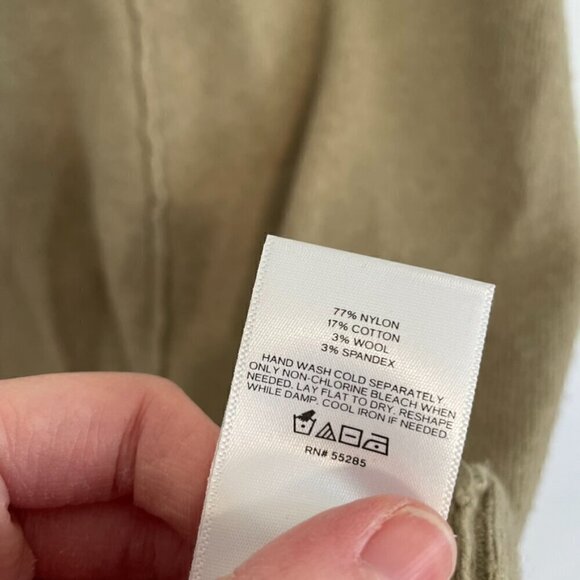 77% NYLON
17% COTTON
3% WOOL
3% SPANDEX
HAND WASH COLD SEPARATELY
ONLY NON-CHLORINE BLEACH WHEN
NEEDED. LAY FLAT TO DRY. RESHAPE
WHILE DAMP. COOL IRON IF NEEDED.
RN# 55285